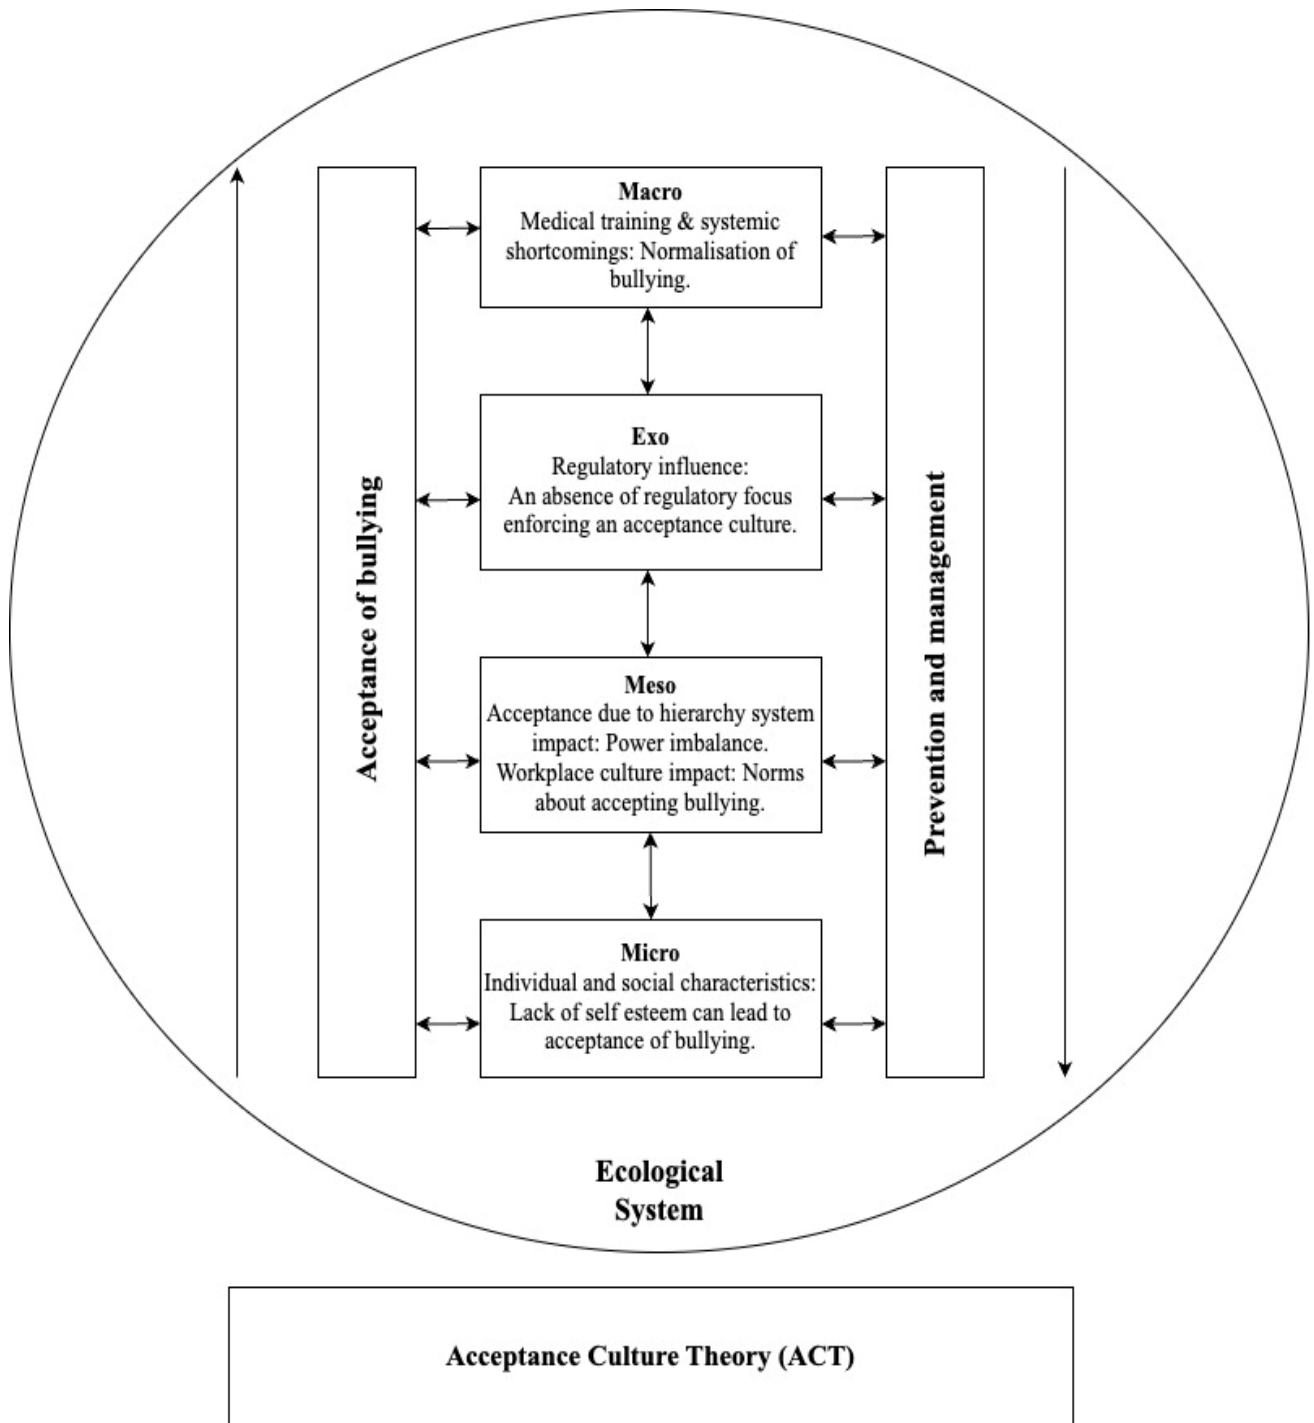 Macro
Medical training & systemic
shortcomings: Normalisation of
bullying.
Exo
Regulatory influence:
An absence of regulatory focus
enforcing an acceptance culture.
Acceptance of bullying
Prevention and management
Meso
Acceptance due to hierarchy system
impact: Power imbalance.
Workplace culture impact: Norms
about accepting bullying.
Micro
Individual and social characteristics:
Lack of self esteem can lead to
acceptance of bullying.
Ecological
System
Acceptance Culture Theory (ACT)